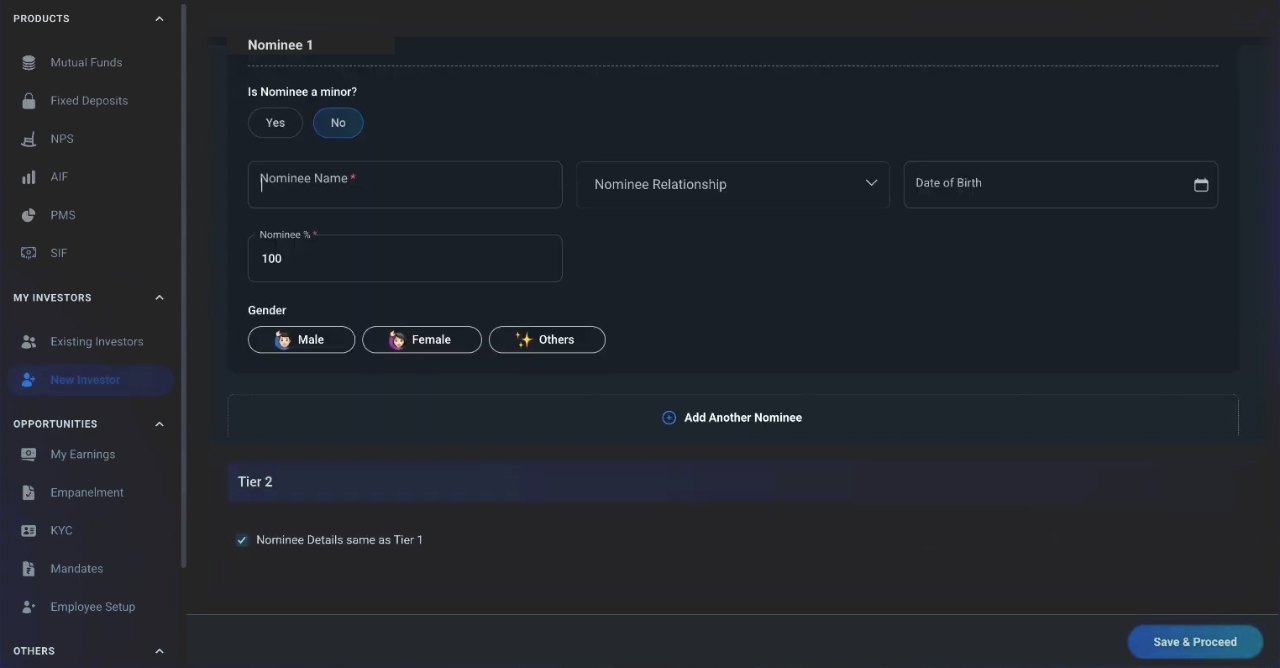 PRODUCTS
Mutual Funds
Fixed Deposits
NPS
AIF
PMS
SIF
MY INVESTORS
Existing Investors
New Investor
OPPORTUNITIES
My Earnings
Empanelment
KYC
Mandates
Employee Setup
OTHERS
Nominee 1
Is Nominee a minor?
Yes No
Nominee Name * Nominee Relationship Date of Birth
Nominee % *
100
Gender
Male Female Others
Add Another Nominee
Tier 2
Nominee Details same as Tier 1
Save & Proceed